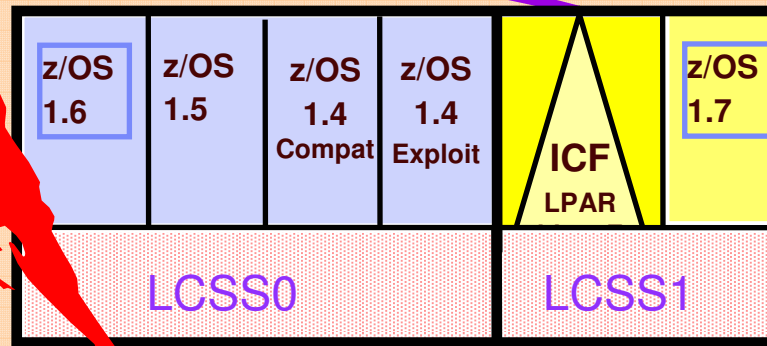 z/OS
1.6
z/OS
1.5
z/OS
1.4
Compat
z/OS
1.4
Exploit
ICF
LPAR
z/OS
1.7
LCSS0
LCSS1